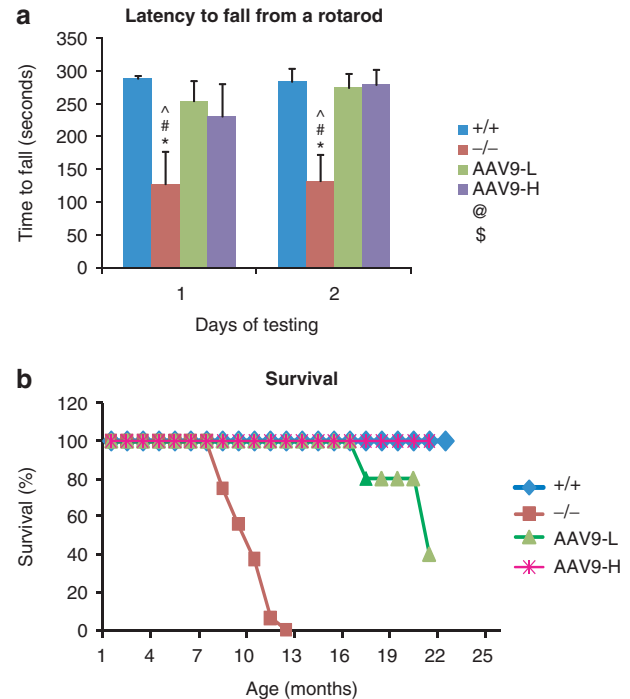 a
Latency to fall from a rotarod
Time to fall (seconds)
350
300
250
200
150
100
50
0
^
#
*
^
#
*
1
2
Days of testing
+/+
−/−
AAV9-L
AAV9-H
@
$
b
Survival
Survival (%)
120
100
80
60
40
20
0
1 4 7 10 13 16 19 22 25
Age (months)
+/+
−/−
AAV9-L
AAV9-H